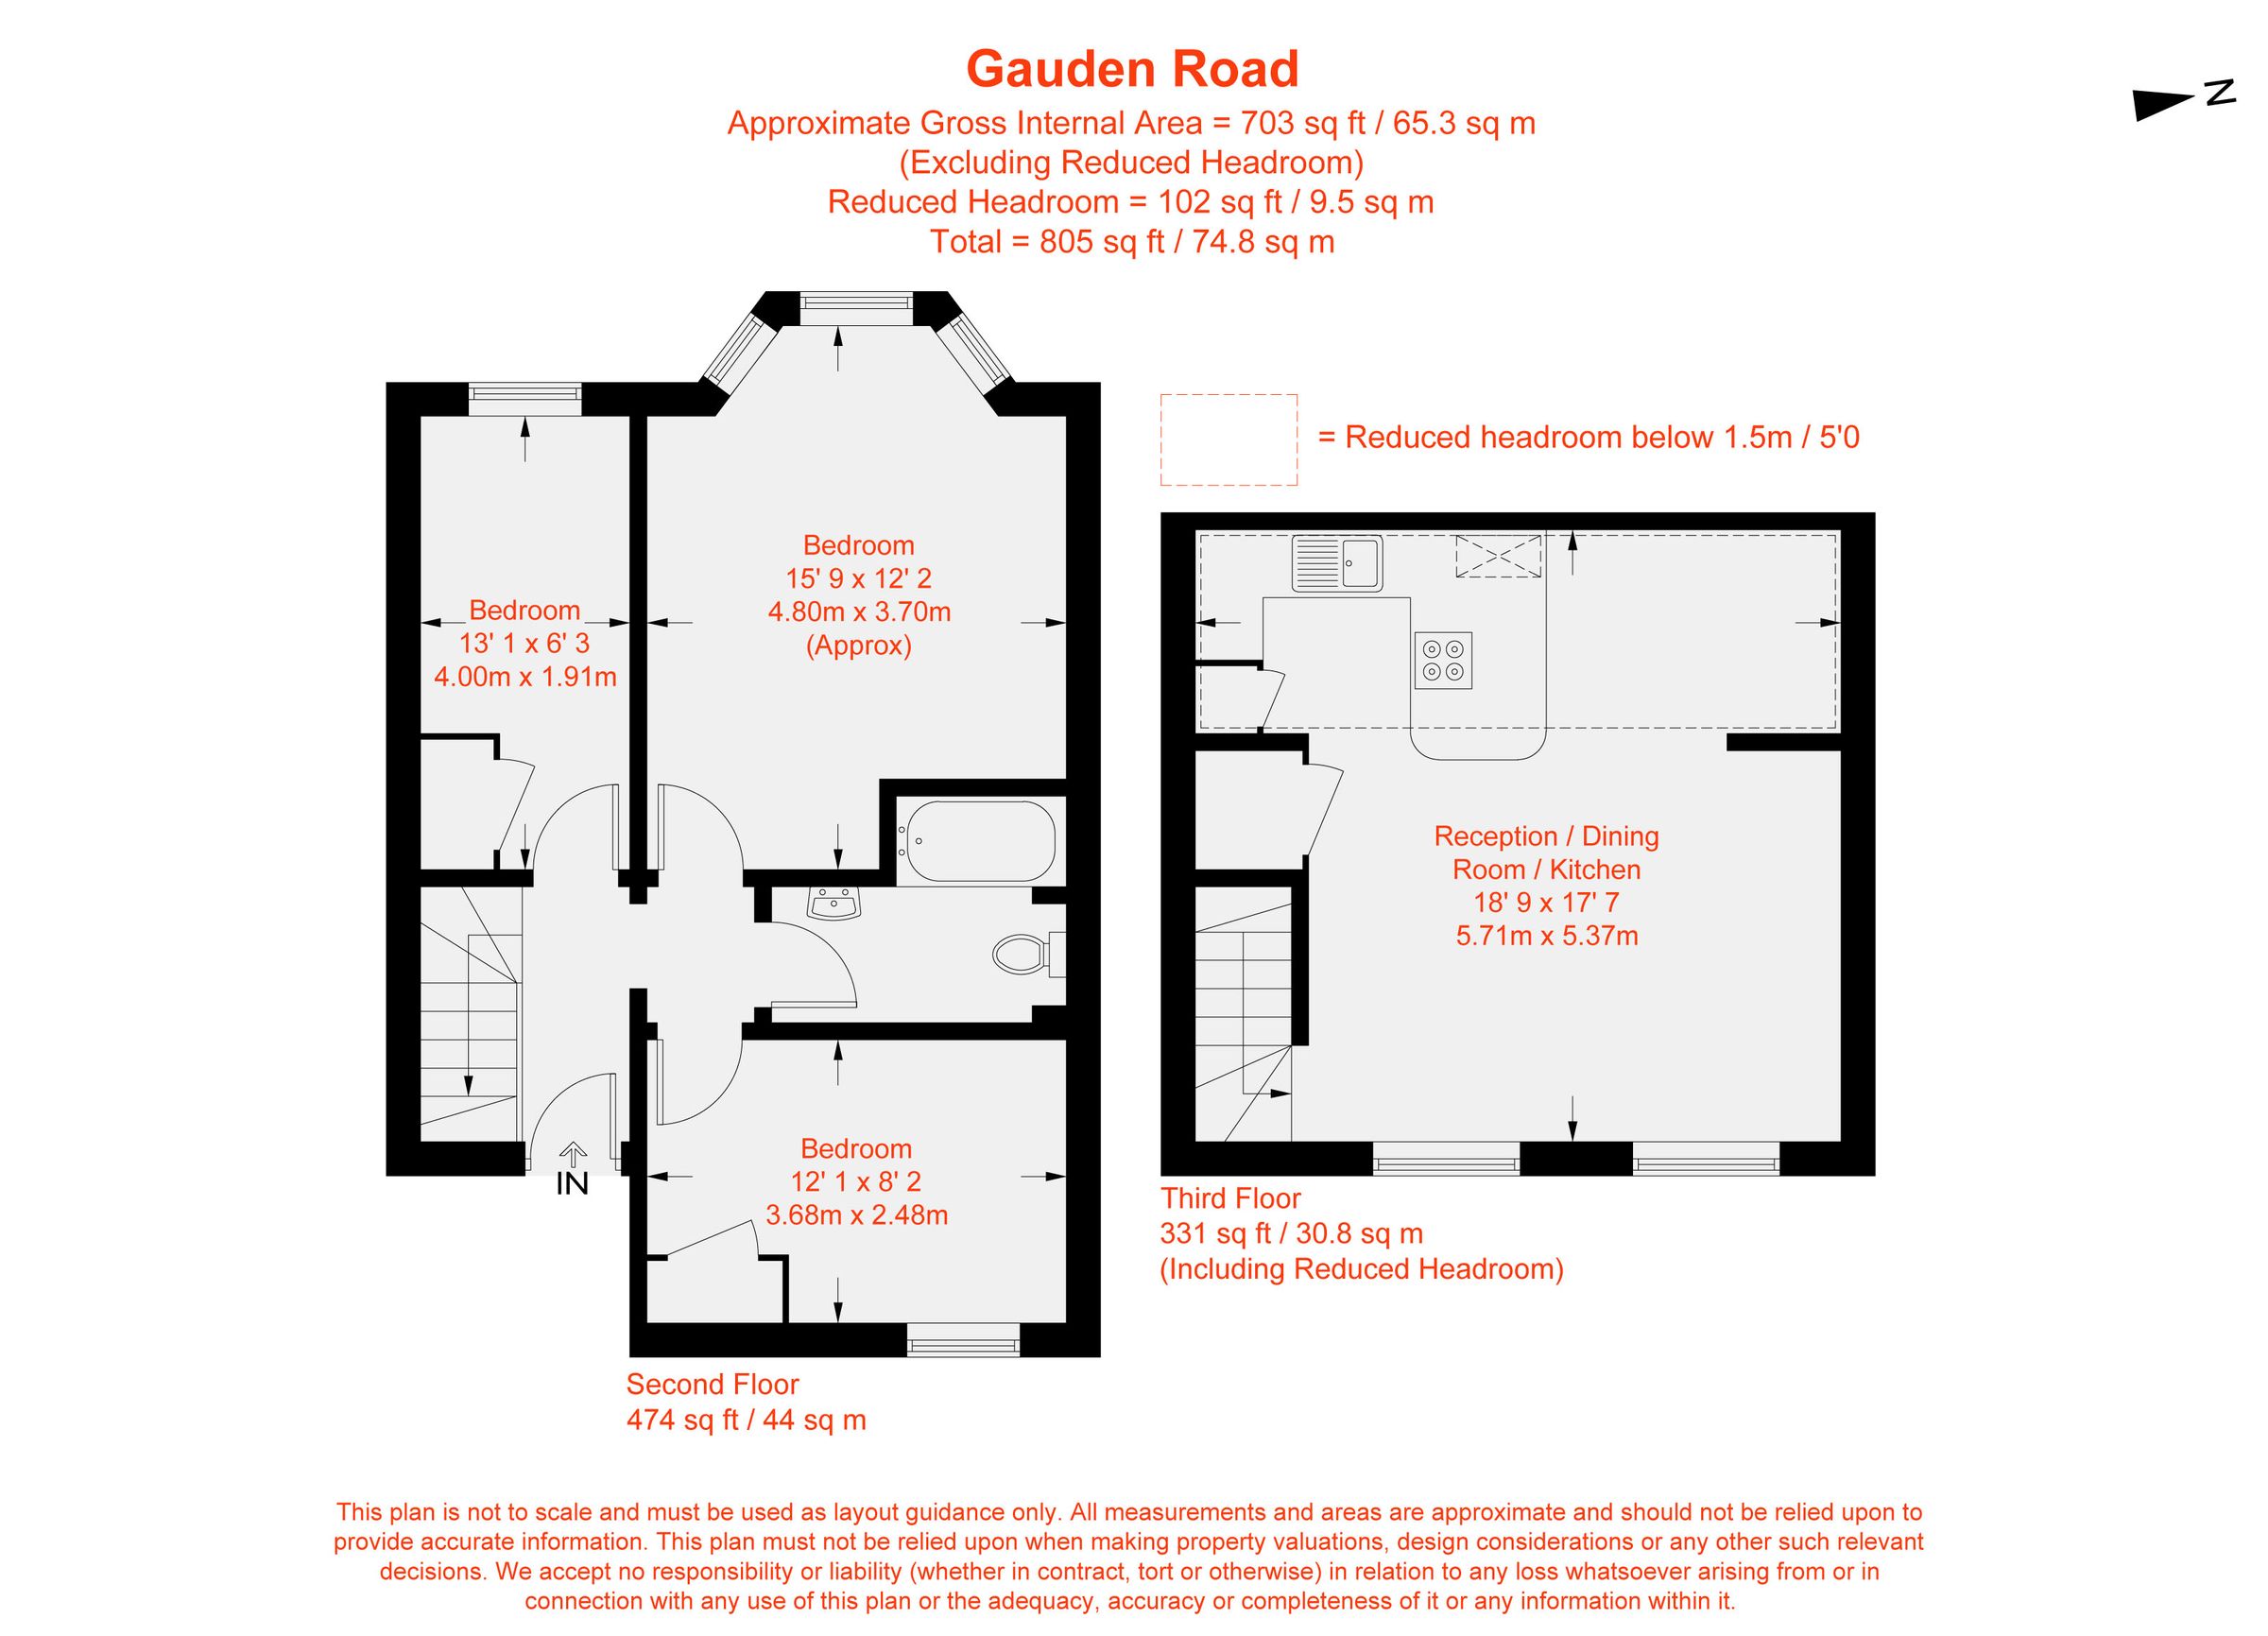 Gauden Road
Approximate Gross Internal Area = 703 sq ft / 65.3 sq m
(Excluding Reduced Headroom)
Reduced Headroom = 102 sq ft / 9.5 sq m
Total = 805 sq ft / 74.8 sq m
N
= Reduced headroom below 1.5m / 5'0
Bedroom
15' 9 x 12' 2
4.80m x 3.70m
(Approx)
Bedroom
13' 1 x 6' 3
4.00m x 1.91m
Reception / Dining
Room / Kitchen
18' 9 x 17' 7
5.71m x 5.37m
Bedroom
12' 1 x 8' 2
3.68m x 2.48m
IN
Third Floor
331 sq ft / 30.8 sq m
(Including Reduced Headroom)
Second Floor
474 sq ft / 44 sq m
This plan is not to scale and must be used as layout guidance only. All measurements and areas are approximate and should not be relied upon to
provide accurate information. This plan must not be relied upon when making property valuations, design considerations or any other such relevant
decisions. We accept no responsibility or liability (whether in contract, tort or otherwise) in relation to any loss whatsoever arising from or in
connection with any use of this plan or the adequacy, accuracy or completeness of it or any information within it.